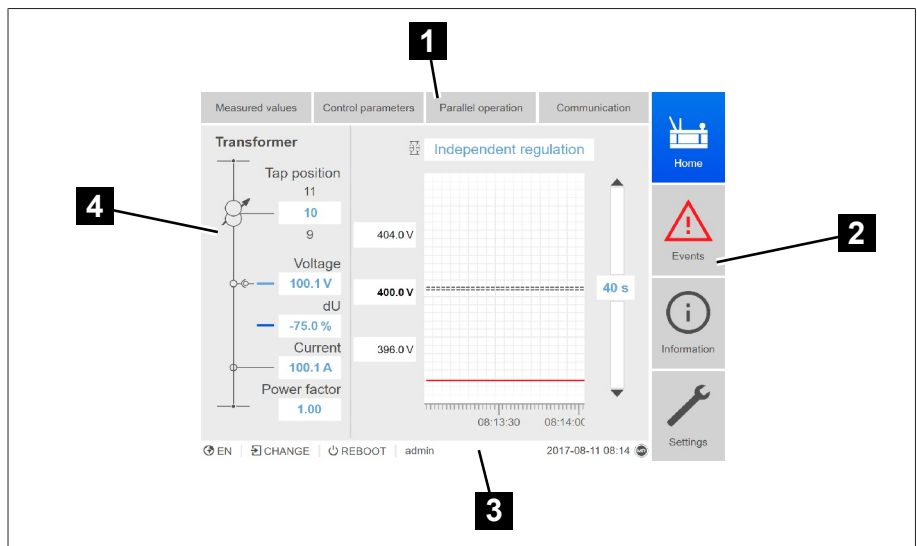 1
Measured values
Control parameters
Parallel operation
Communication
Home
Transformer
Independent regulation
Tap position
11
10
9
4
2
404.0 V
Events
Voltage
100.1 V
400.0 V
40 s
dU
-75.0 %
Current
396.0 V
Information
100.1 A
Power factor
1.00
08:13:30
08:14:00
Settings
EN
CHANGE
REBOOT
admin
2017-08-11 08:14
MR
3